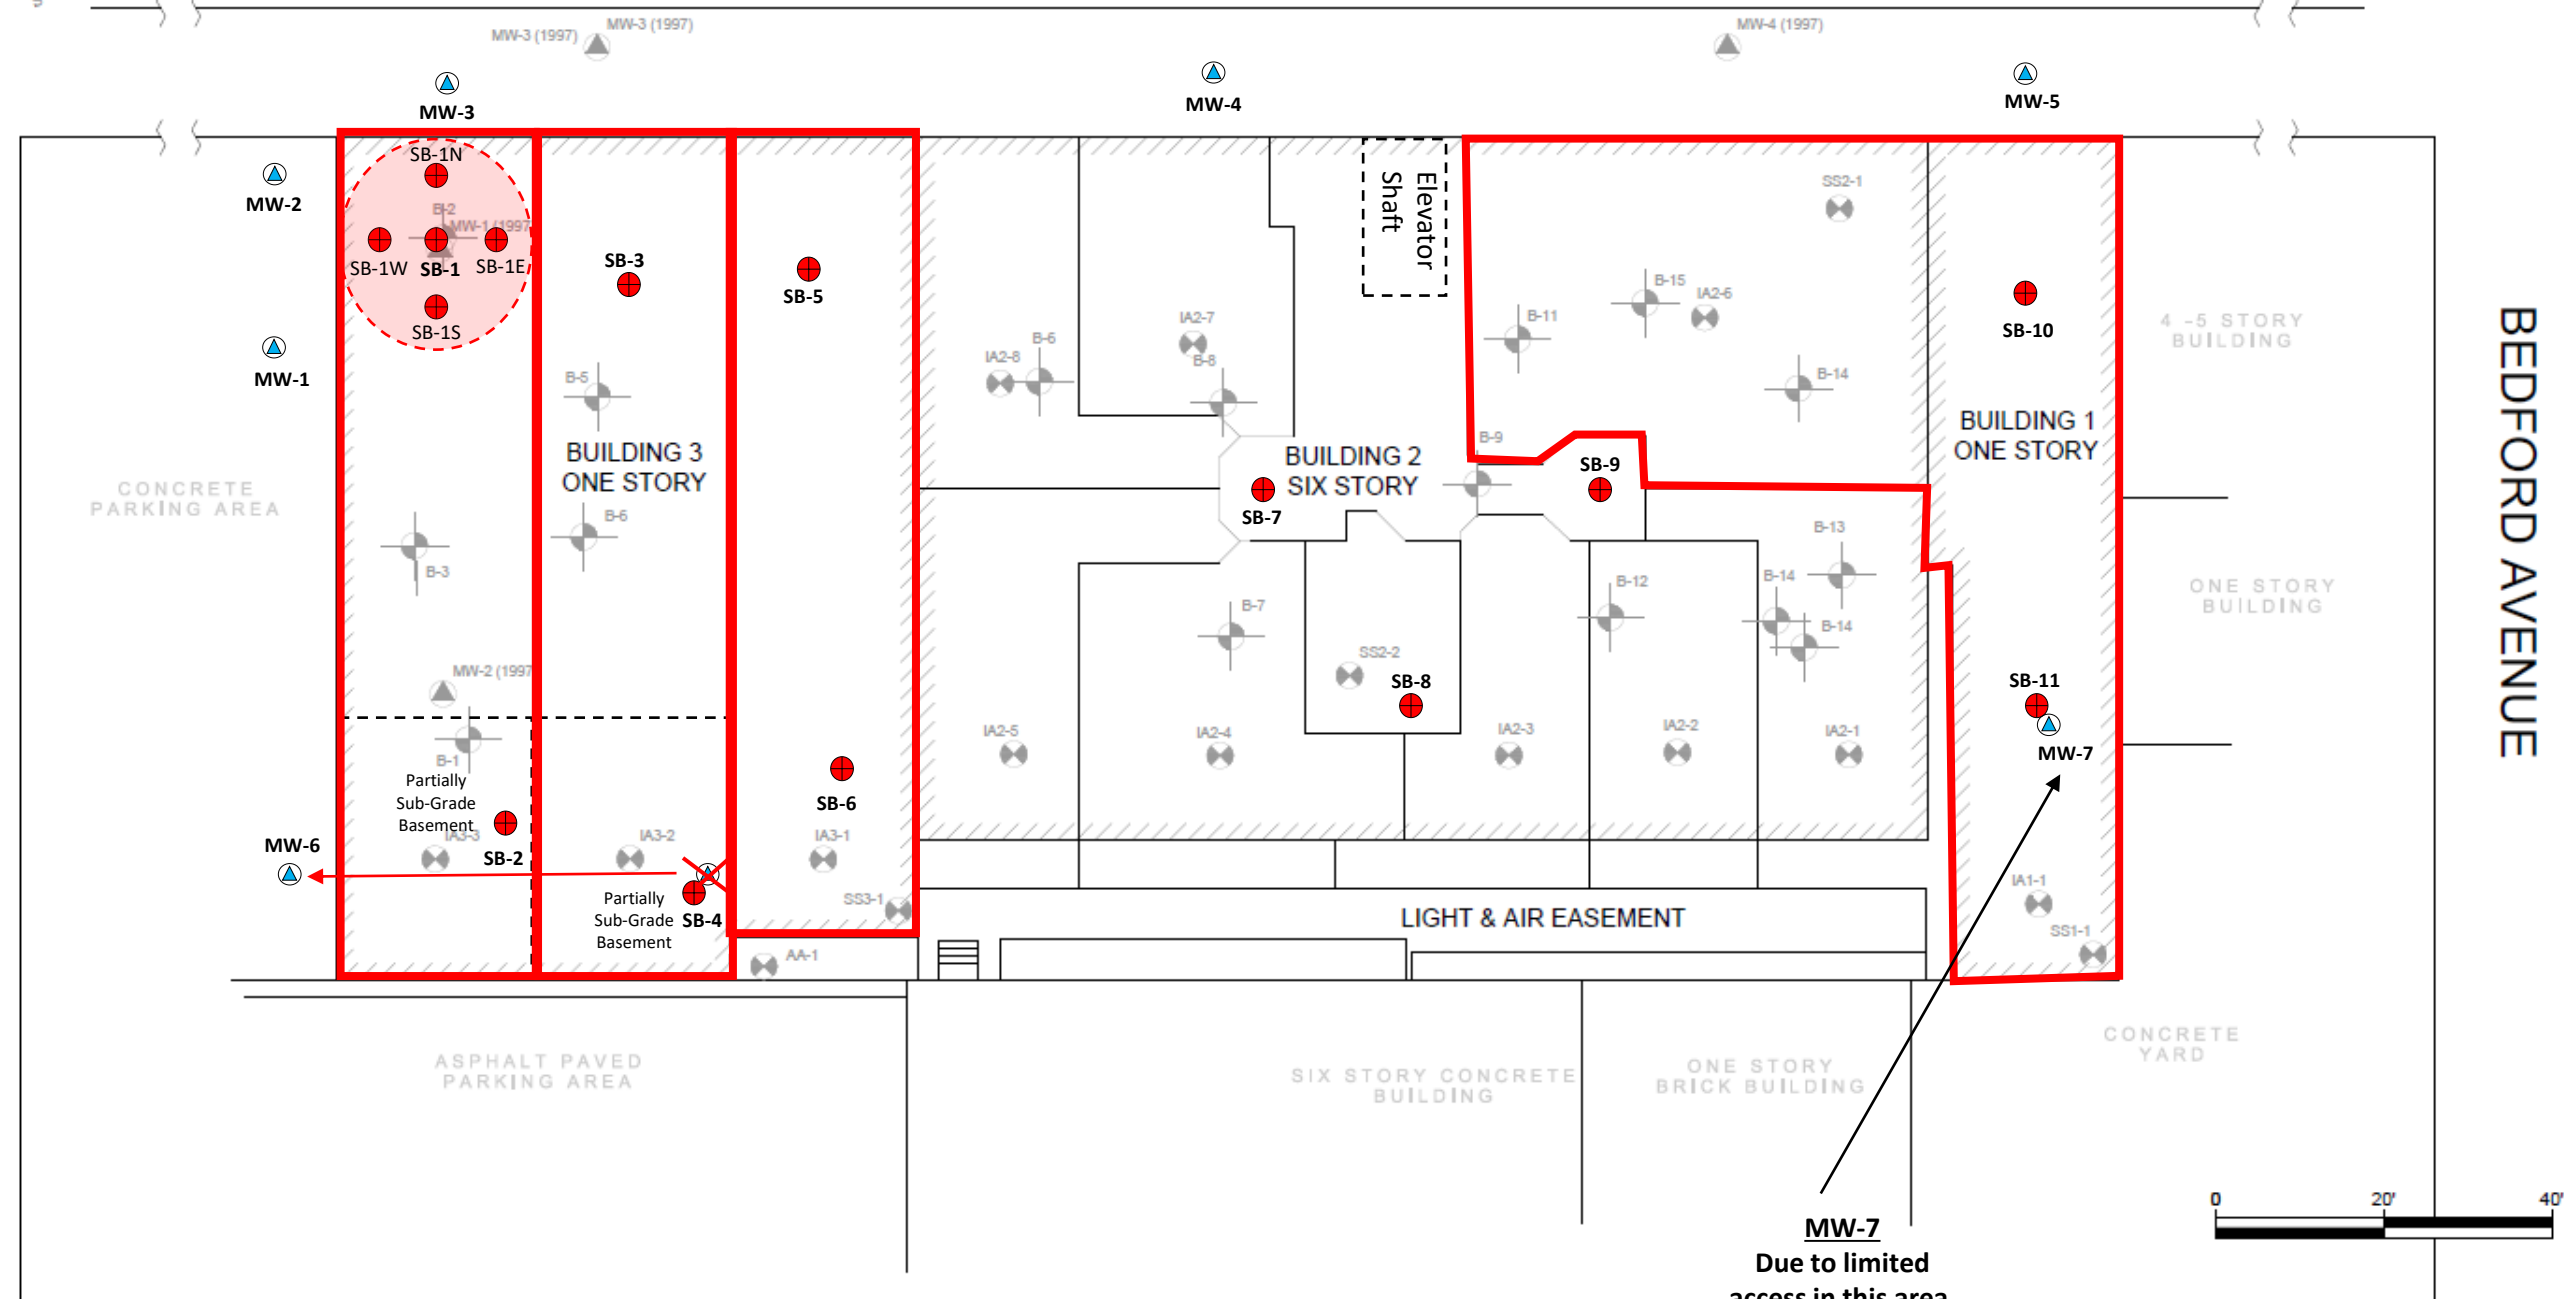 MW-3 (1997)
MW-3 (1997)
MW-4 (1997)
MW-3
MW-4
MW-5
MW-2
MW-1
SB-1N
B-2
MW-1 (1997
SB-1W
SB-1
SB-1E
SB-1S
SB-3
SB-5
Elevator
Shaft
SS2-1
SB-10
B-15
IA2-6
B-11
B-14
IA2-7
B-8
B-6
IA2-8
B-5
BUILDING 3
ONE STORY
B-6
B-3
CONCRETE
PARKING AREA
BUILDING 2
SIX STORY
SB-7
B-9
SB-9
BUILDING 1
ONE STORY
4 -5 STORY
BUILDING
ONE STORY
BUILDING
BEDFORD AVENUE
B-13
B-14
B-14
B-12
B-7
SS2-2
SB-8
MW-2 (1997
B-1
Partially
Sub-Grade
Basement
IA3-3
SB-2
MW-6
IA3-2
Partially
Sub-Grade
Basement
SB-4
SB-6
IA3-1
SS3-1
AA-1
IA2-5
IA2-4
IA2-3
IA2-2
IA2-1
SB-11
MW-7
IA1-1
SS1-1
LIGHT & AIR EASEMENT
ASPHALT PAVED
PARKING AREA
SIX STORY CONCRETE
BUILDING
ONE STORY
BRICK BUILDING
CONCRETE
YARD
0 20' 40'
MW-7
Due to limited
access in this area